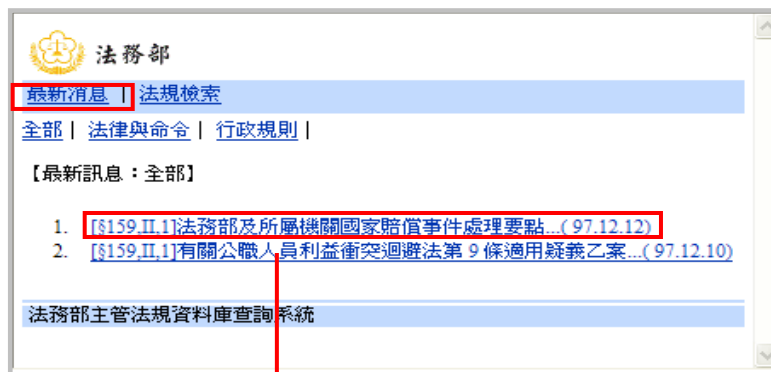 法務部
最新消息 | 法規檢索
全部 | 法律與命令 | 行政規則 |
【最新訊息：全部】
1. [§159,II,1]法務部及所屬機關國家賠償事件處理要點...( 97.12.12)
2. [§159,II,1]有關公職人員利益衝突迴避法第 9 條適用疑義乙案...( 97.12.10)
法務部主管法規資料庫查詢系統